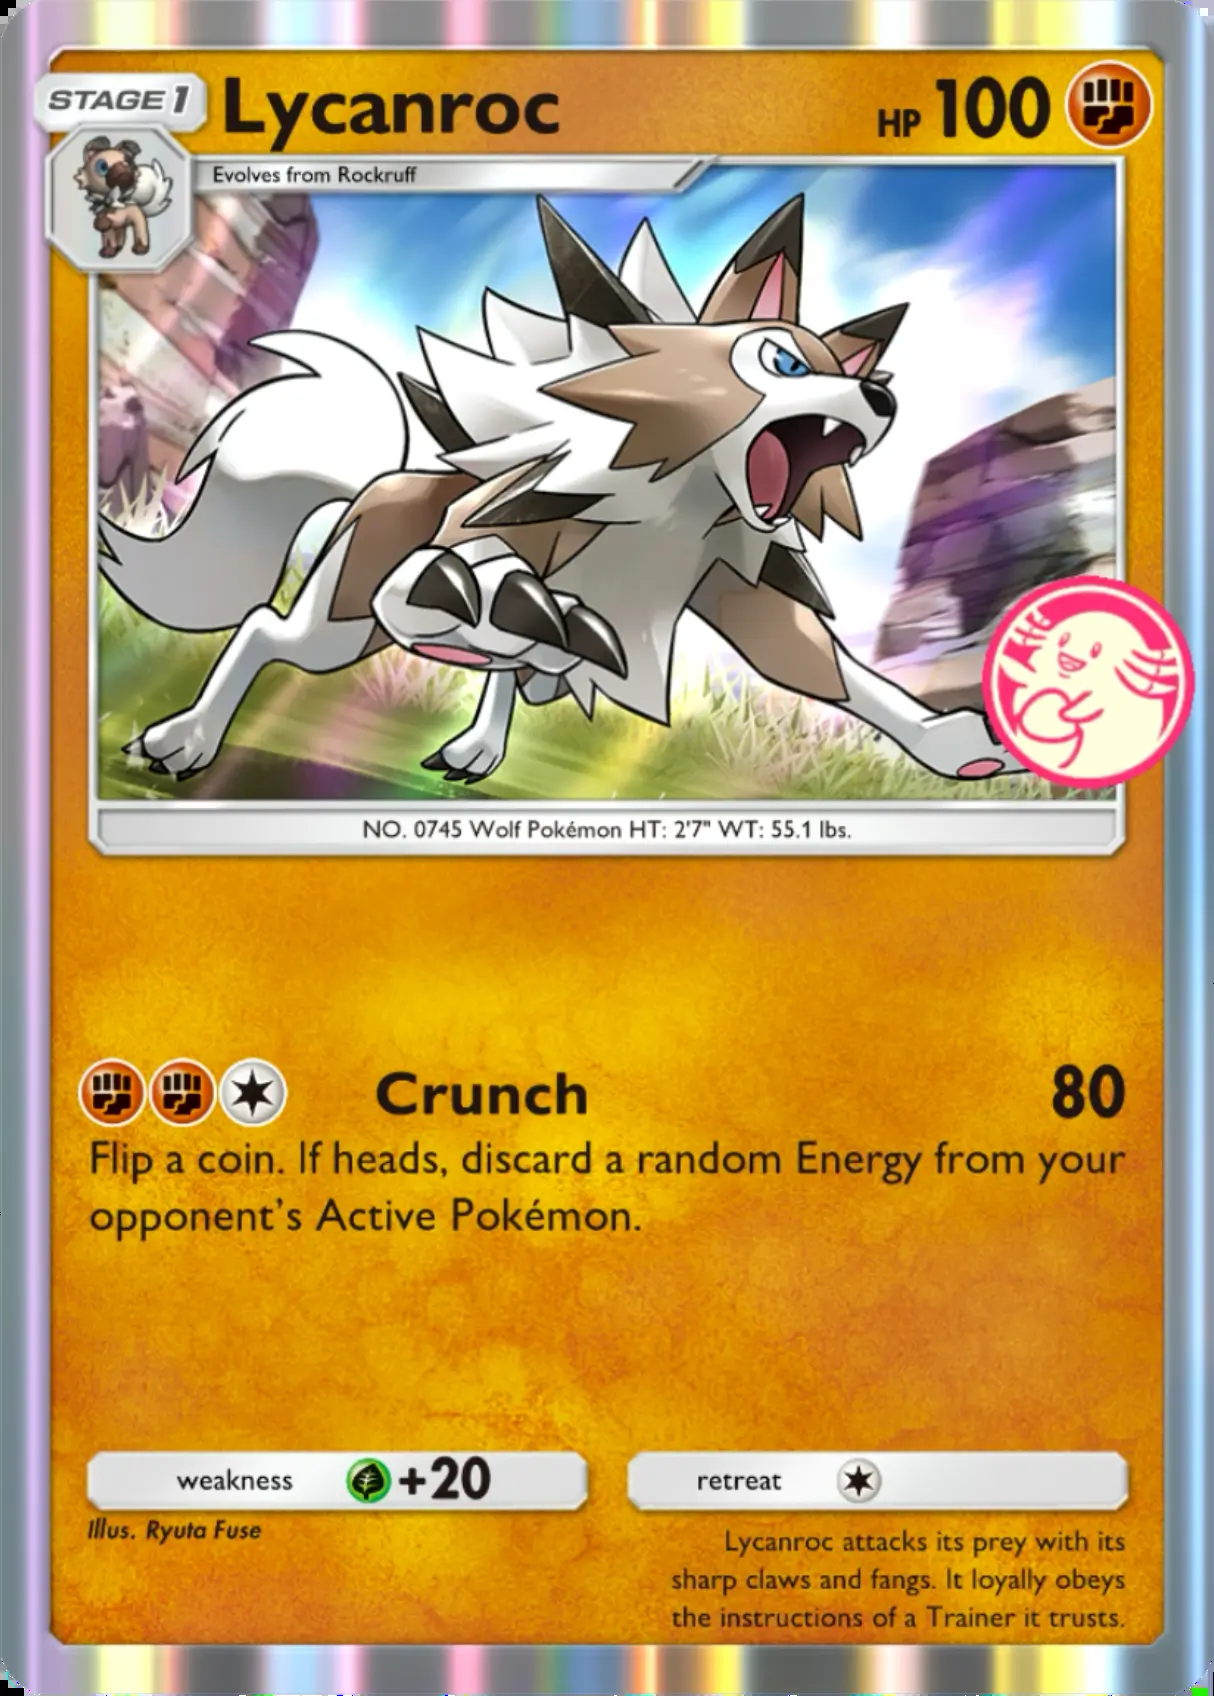 STAGE 1
Lycanroc
HP 100
Evolves from Rockruff
NO. 0745 Wolf Pokémon HT: 2'7" WT: 55.1 lbs.
Crunch 80
Flip a coin. If heads, discard a random Energy from your
opponent's Active Pokémon.
weakness +20
retreat
Illus. Ryuta Fuse
Lycanroc attacks its prey with its
sharp claws and fangs. It loyally obeys
the instructions of a Trainer it trusts.